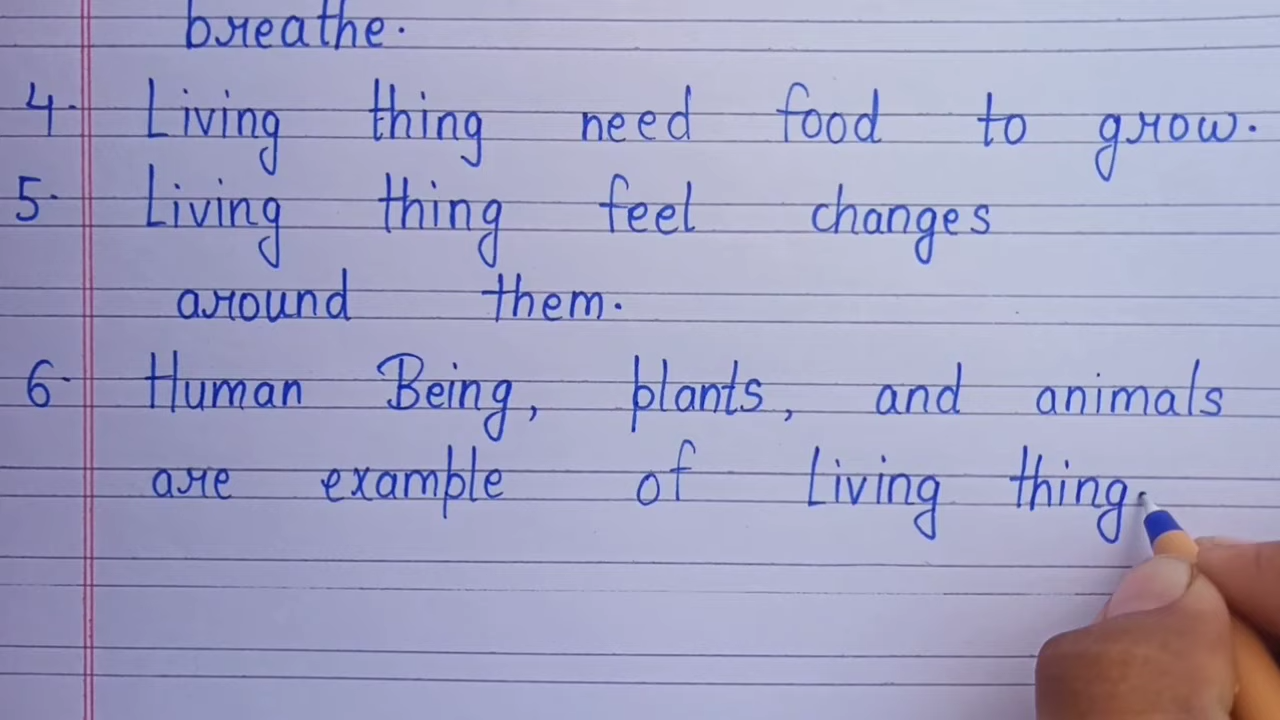 breathe.
4. Living thing need food to grow.
5. Living thing feel changes
around them.
6. Human Being, plants, and animals
are example of Living thing.